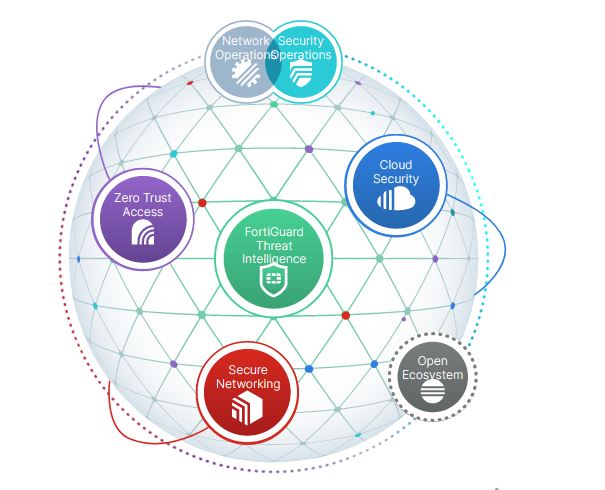 Network
Operations
Security
Operations
Cloud
Security
Zero Trust
Access
FortiGuard
Threat
Intelligence
Secure
Networking
Open
Ecosystem